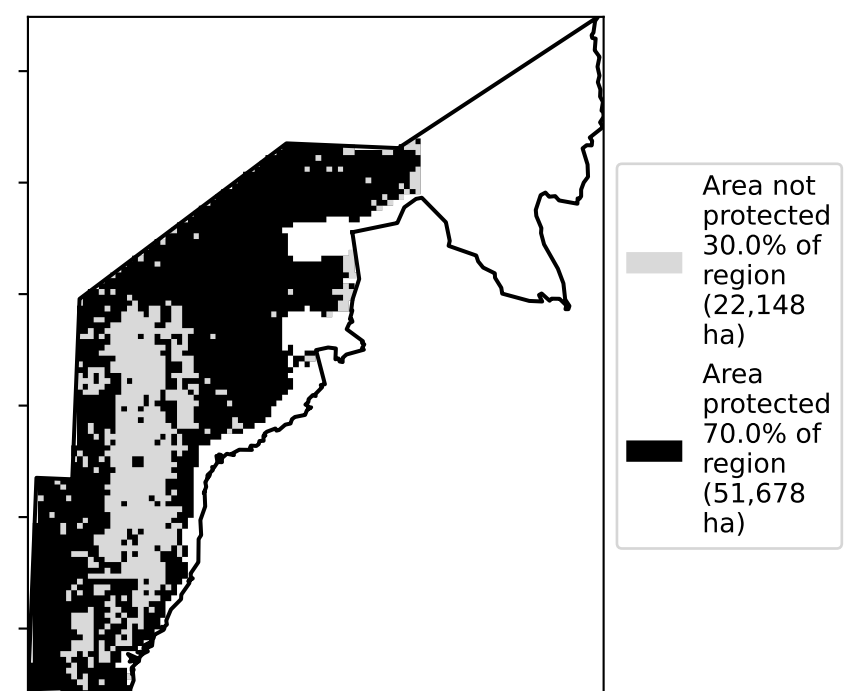 Area not
protected
30.0% of
region
(22,148
ha)
Area
protected
70.0% of
region
(51,678
ha)